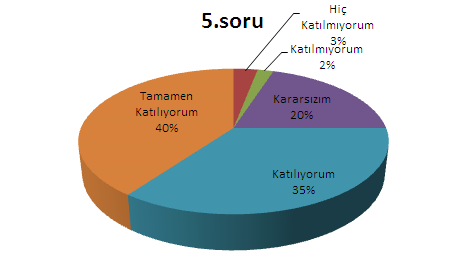 5.soru
Hiç
Katılmıyorum
3%
Katılmıyorum
2%
Kararsızım
20%
Katılıyorum
35%
Tamamen
Katılıyorum
40%